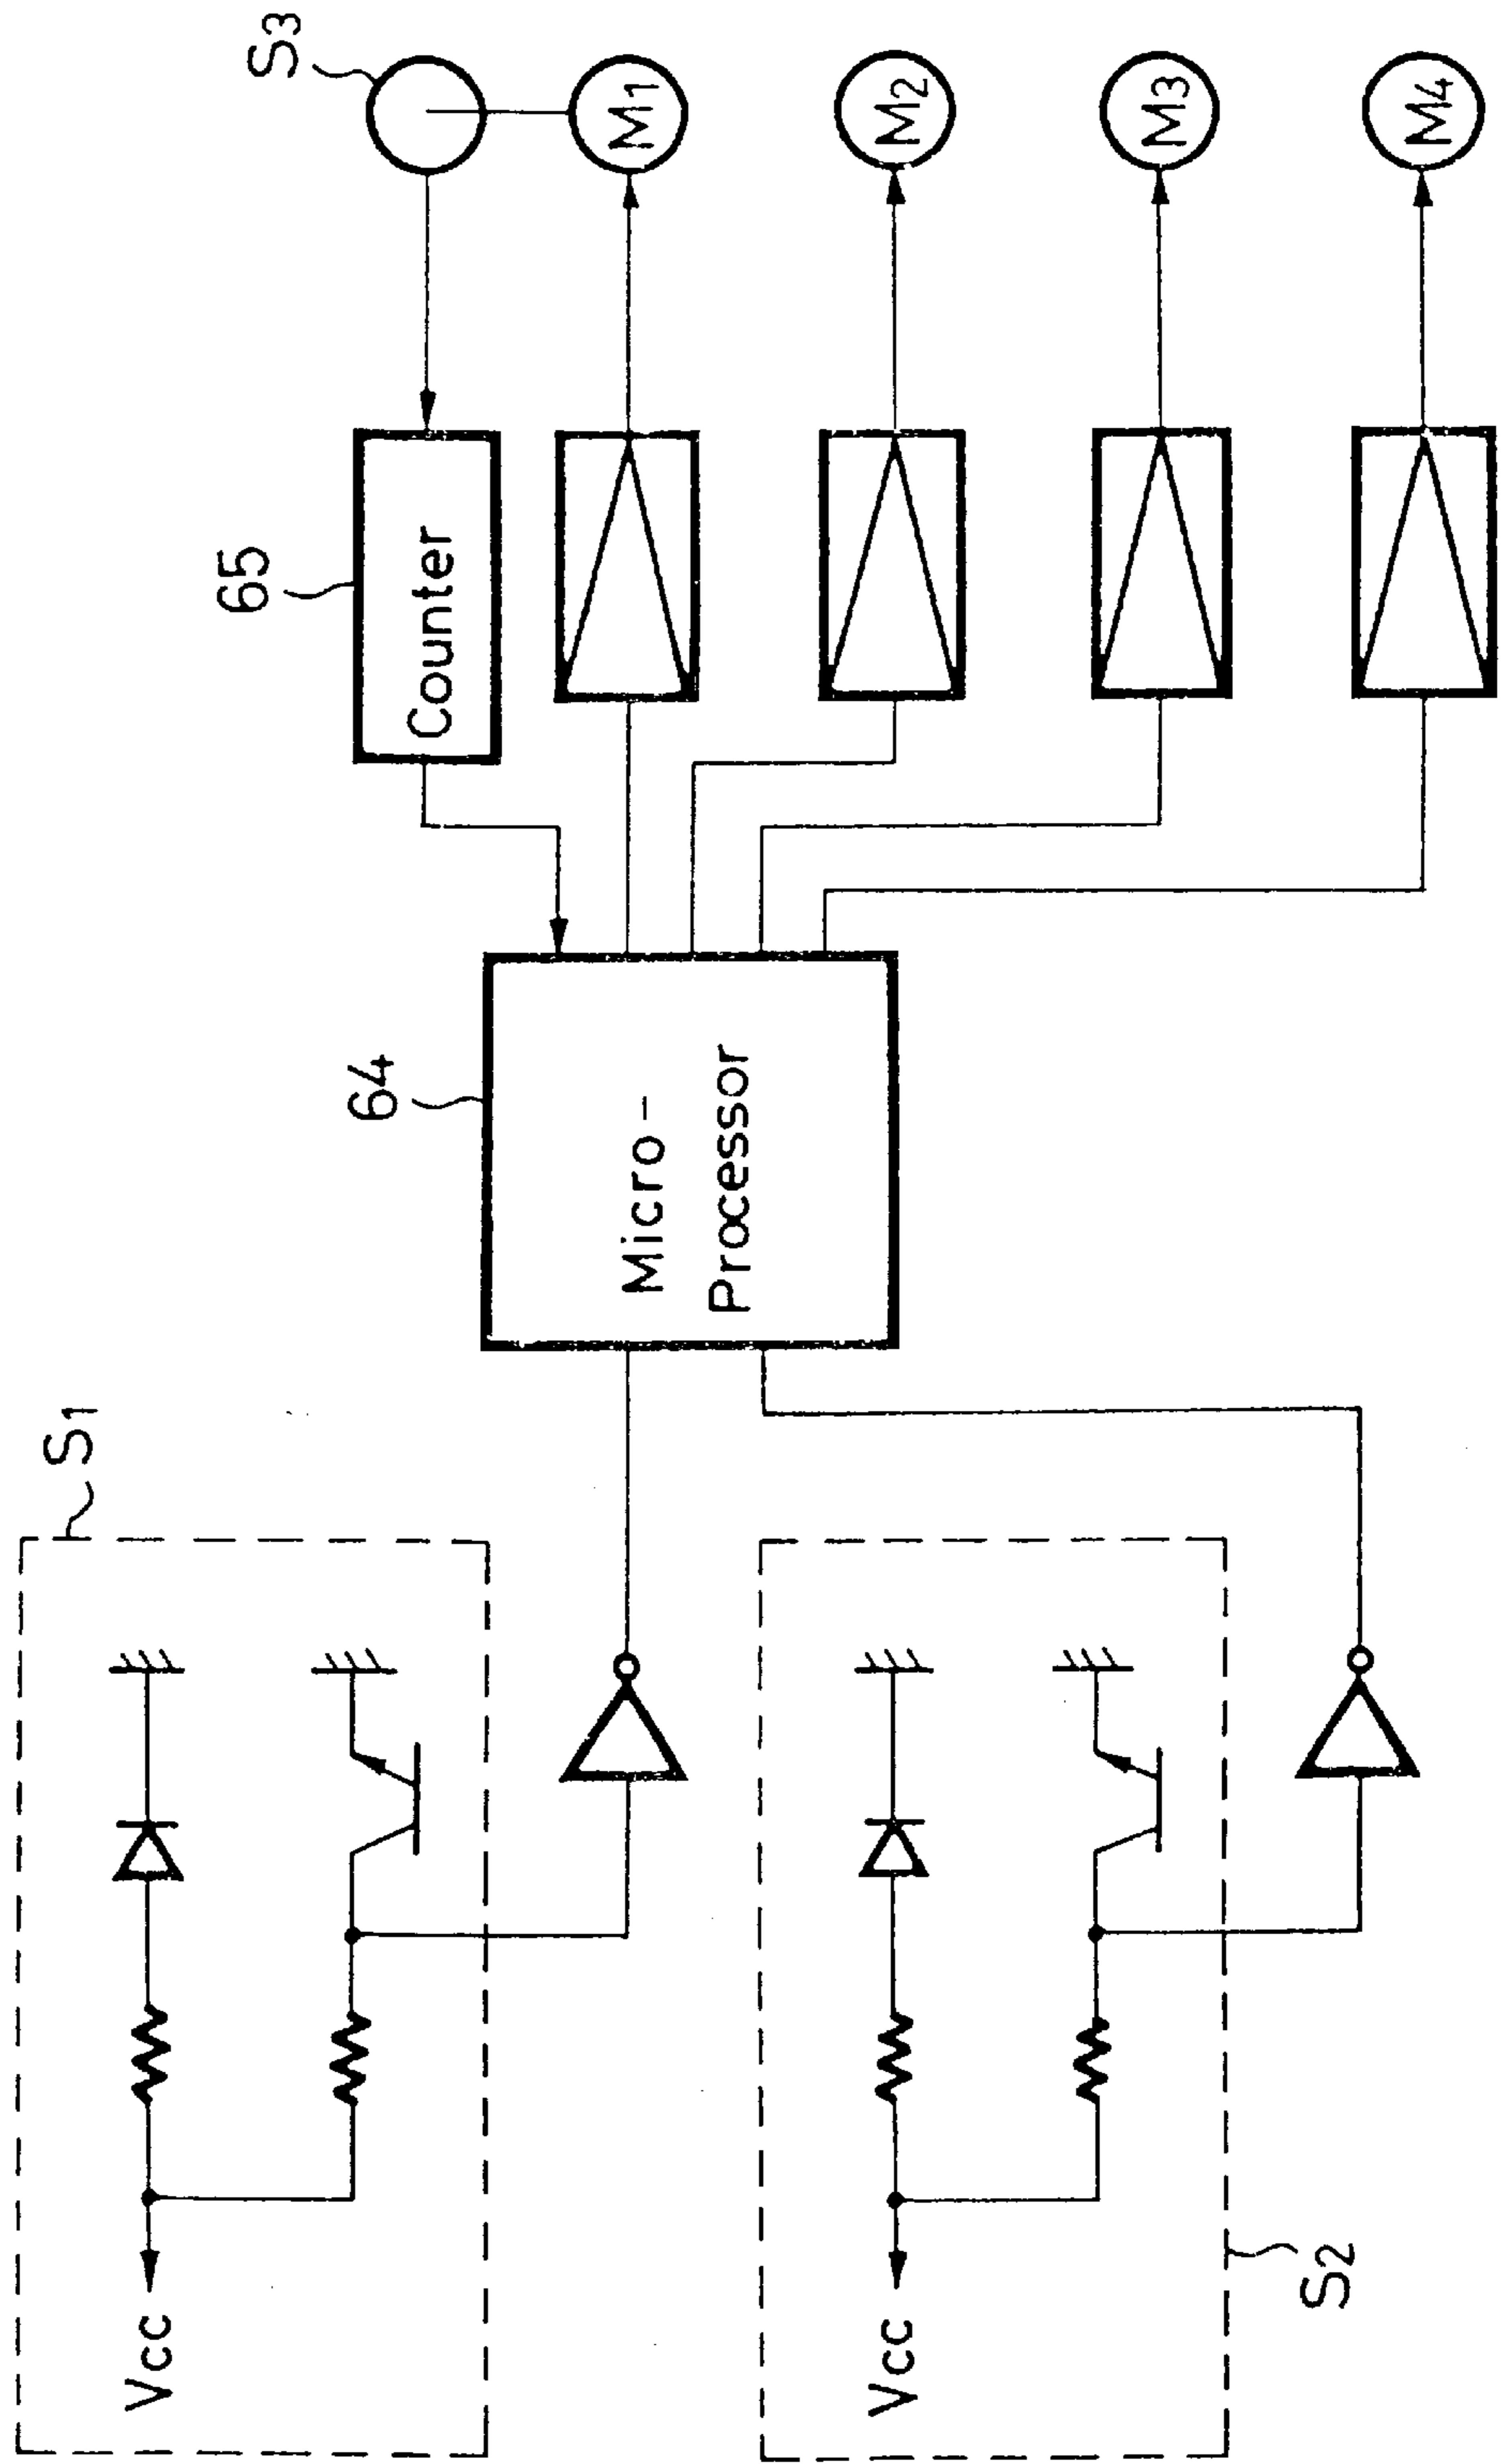 S1
Vcc
Vcc
S2
64
Micro-
Processor
65
Counter
S3
M1
M2
M3
M4